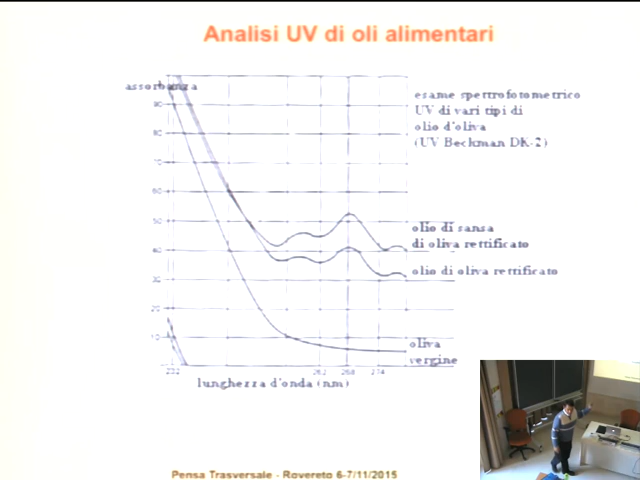 Analisi UV di oli alimentari
assorbanza
esame spettrofotometrico
UV di vari tipi di
olio d'oliva
(UV Beckman DK-2)
90
80
70
60
50
40
30
20
10
olio di sansa
di oliva rettificato
olio di oliva rettificato
oliva
vergine
232 262 268 274
lunghezza d'onda (nm)
Pensa Trasversale - Rovereto 6-7/11/2015